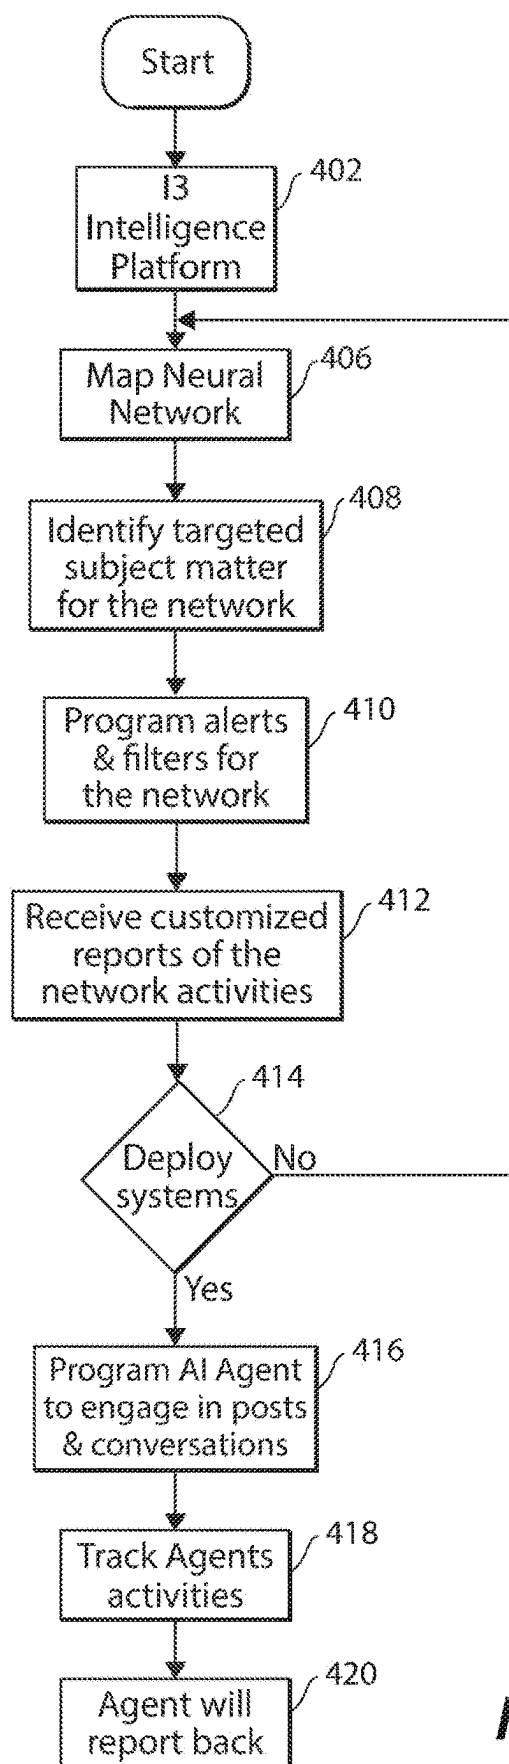 Start
402
I3
Intelligence
Platform
406
Map Neural
Network
408
Identify targeted
subject matter
for the network
410
Program alerts
& filters for
the network
412
Receive customized
reports of the
network activities
414
Deploy
systems
No
Yes
416
Program AI Agent
to engage in posts
& conversations
418
Track Agents
activities
420
Agent will
report back